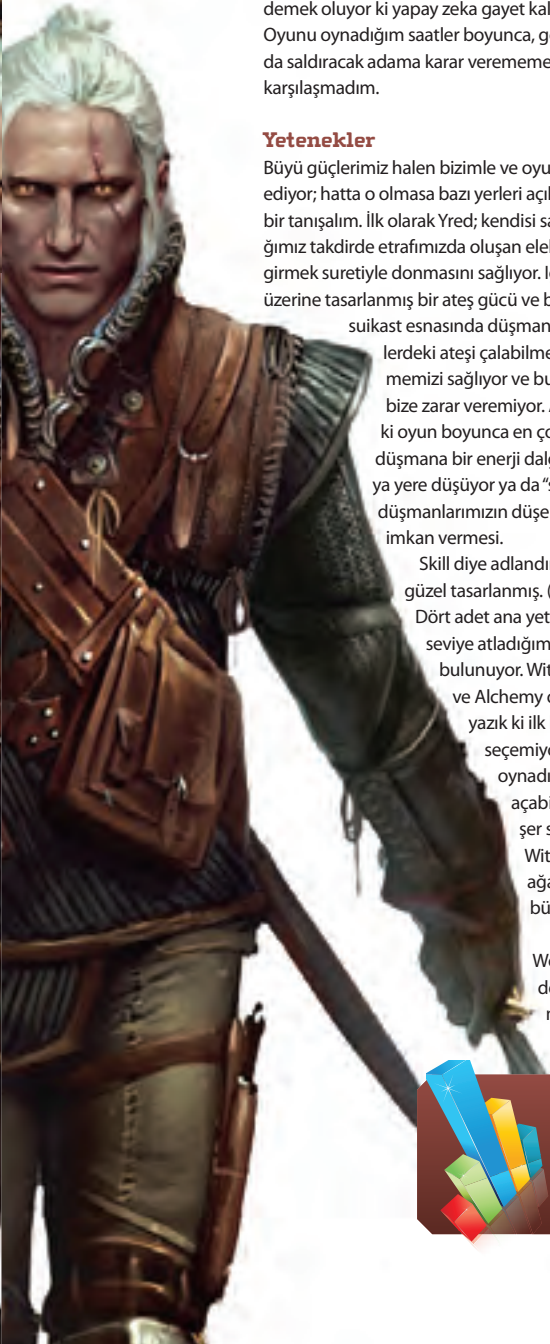 demek oluyor ki yapay zeka gayet kal
Oyunu oynadığım saatler boyunca, ge
da saldıracak adama karar verememe
karşılaşmadım.
Yetenekler
Büyü güçlerimiz halen bizimle ve oyu
ediyor; hatta o olmasa bazı yerleri açıl
bir tanışalım. İlk olarak Yred; kendisi sa
ğımız takdirde etrafımızda oluşan elek
girmek suretiyle donmasını sağlıyor. I
üzerine tasarlanmış bir ateş gücü ve b
suikast esnasında düşman
lerdeki ateşi çalabilme
memizi sağlıyor ve bu
bize zarar veremiyor. A
ki oyun boyunca en ço
düşmana bir enerji dalg
ya yere düşüyor ya da “s
düşmanlarımızın düşe
imkan vermesi.
Skill diye adlandır
güzel tasarlanmış. (
Dört adet ana yet
seviye atladığım
bulunuyor. Wit
ve Alchemy o
yazık ki ilk
seçemiyo
oynadı
açabi
şer s
Wit
ağa
bü
We
de